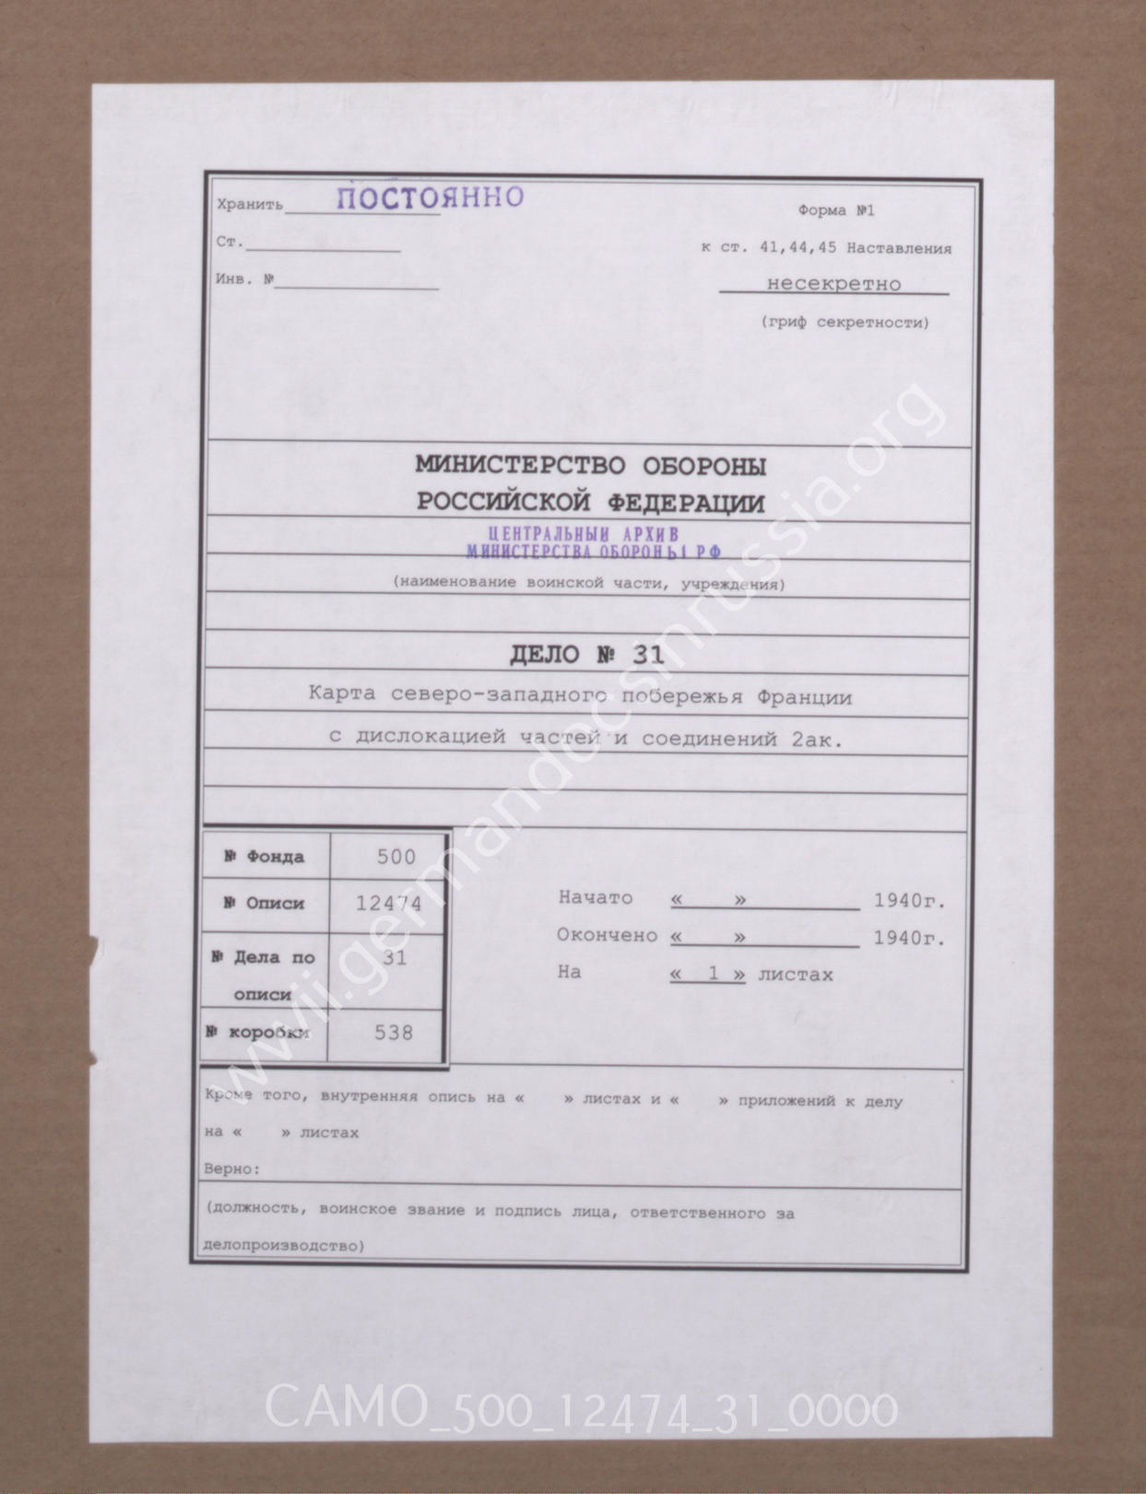 Хранить ПОСТОЯННО
Форма №1
Ст.
к ст. 41,44,45 Наставления
Инв. №
несекретно
(гриф секретности)
МИНИСТЕРСТВО ОБОРОНЫ
РОССИЙСКОЙ ФЕДЕРАЦИИ
ЦЕНТРАЛЬНЫЙ АРХИВ
МИНИСТЕРСТВА ОБОРОНЫ РФ
(наименование воинской части, учреждения)
ДЕЛО № 31
Карта северо-западного побережья Франции
с дислокацией частей и соединений 2ак.
№ Фонда 500
№ Описи 12474
№ Дела по описи 31
№ коробки 538
Начато « » 1940г.
Окончено « » 1940г.
На « 1 » листах
Кроме того, внутренняя опись на « » листах и « » приложений к делу
на « » листах
Верно:
(должность, воинское звание и подпись лица, ответственного за
делопроизводство)
wwii.germandocsinrussia.org
CAMO_500_12474_31_0000